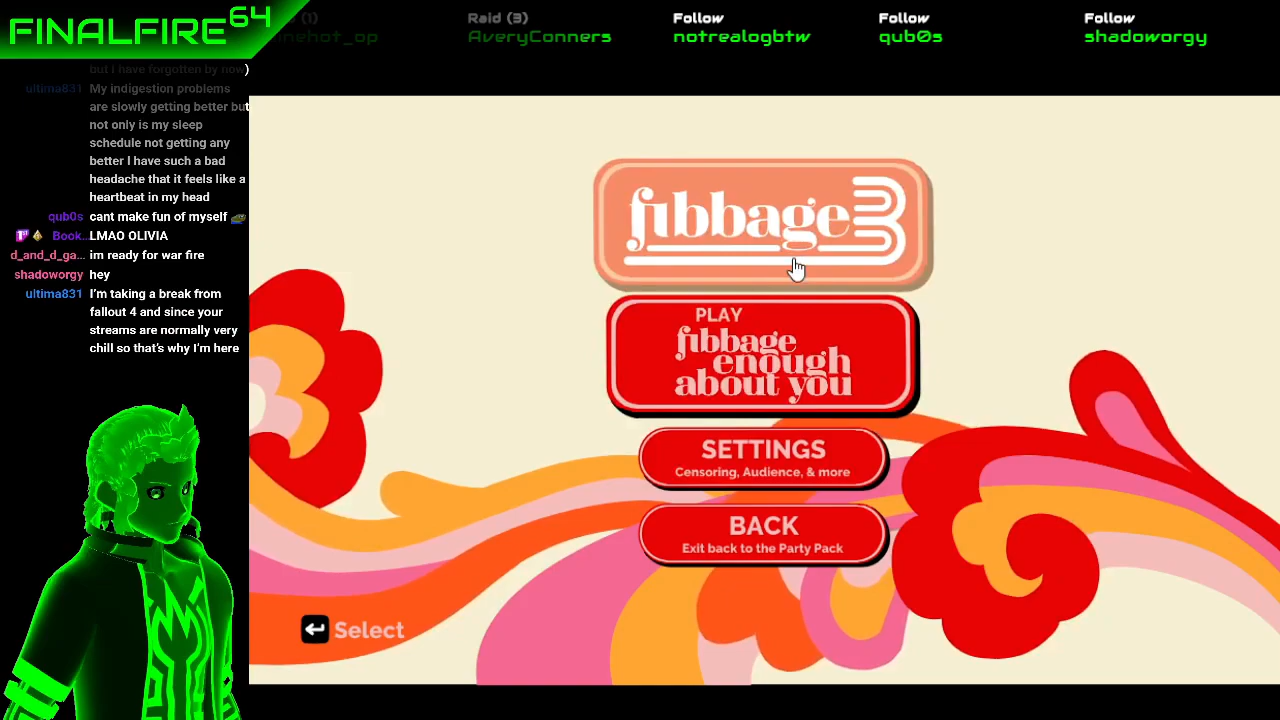 FINALFIRE64
(1)
nehot_op
Raid (3)
AveryConners
Follow
notrealogbtw
Follow
qub0s
Follow
shadoworgy
but i have forgotten by now)
ultima831 My indigestion problems
are slowly getting better but
not only is my sleep
schedule not getting any
better I have such a bad
headache that it feels like a
heartbeat in my head
qub0s cant make fun of myself
Book... LMAO OLIVIA
d_and_d_ga... im ready for war fire
shadoworgy hey
ultima831 I'm taking a break from
fallout 4 and since your
streams are normally very
chill so that's why I'm here
fibbage 3
PLAY
fibbage
enough
about you
SETTINGS
Censoring, Audience, & more
BACK
Exit back to the Party Pack
Select